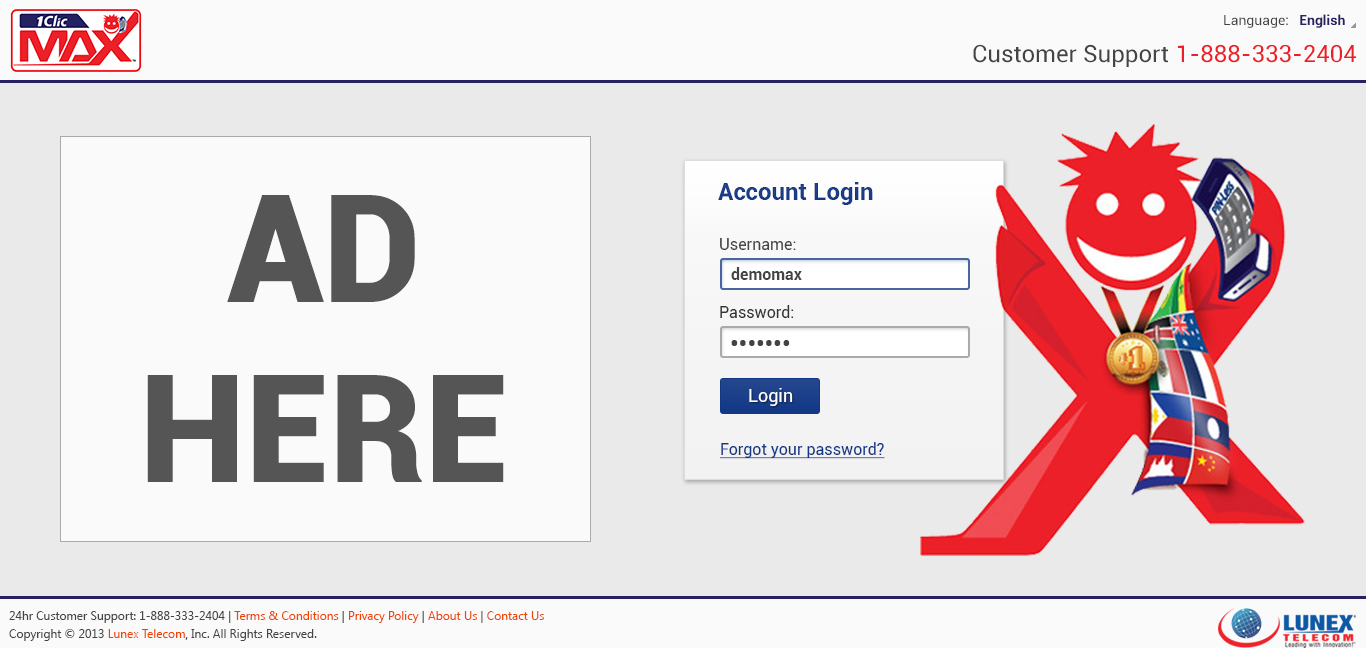 1Clic
MAX
Language: English
Customer Support 1-888-333-2404
AD
HERE
Account Login
Username:
demomax
Password:
•••••••
Login
Forgot your password?
PIN-Less
#1
24hr Customer Support: 1-888-333-2404 | Terms & Conditions | Privacy Policy | About Us | Contact Us
Copyright © 2013 Lunex Telecom, Inc. All Rights Reserved.
LUNEX
TELECOM
Leading with Innovation!